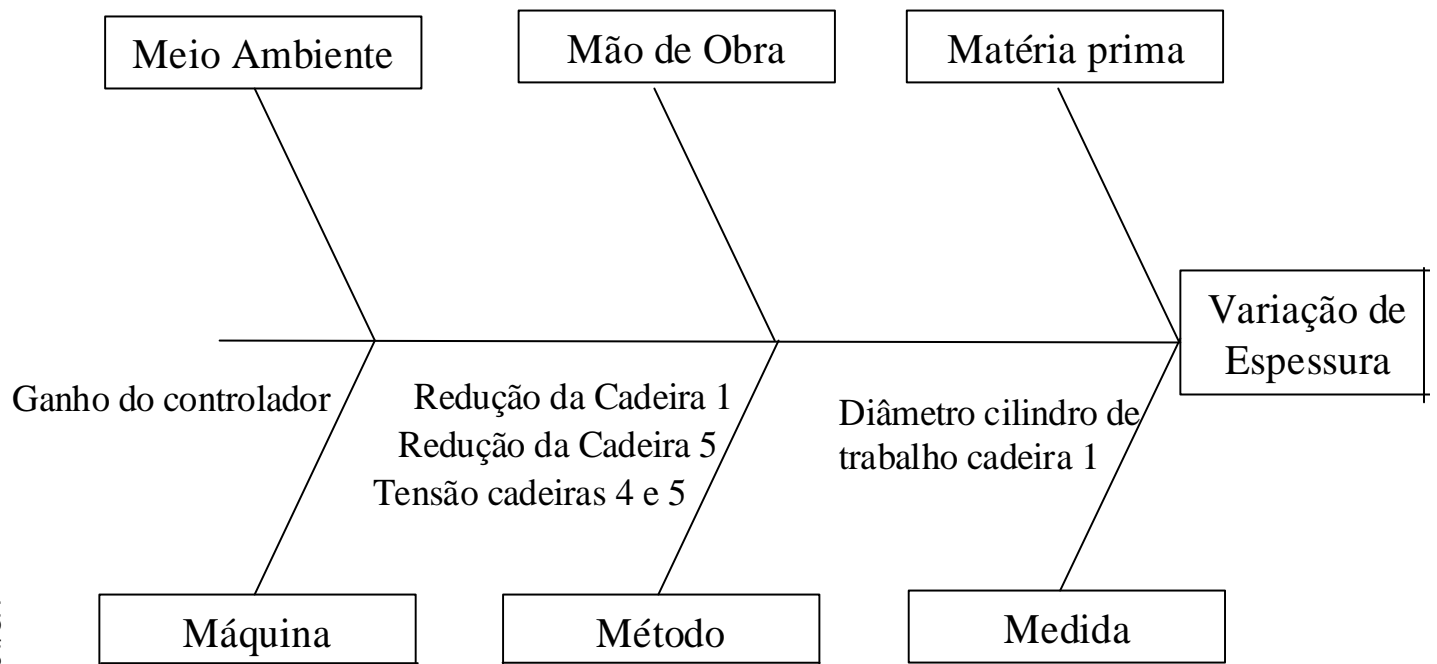 Meio Ambiente
Mão de Obra
Matéria prima
Variação de
Espessura
Ganho do controlador
Redução da Cadeira 1
Redução da Cadeira 5
Tensão cadeiras 4 e 5
Diâmetro cilindro de
trabalho cadeira 1
Máquina
Método
Medida